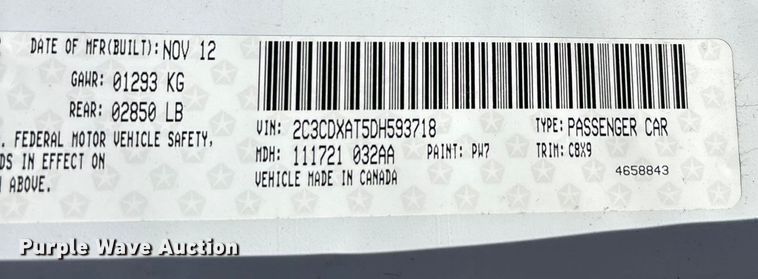 DATE OF MFR(BUILT): NOV 12
GAWR: 01293 KG
REAR: 02850 LB
. FEDERAL MOTOR VEHICLE SAFETY,
DS IN EFFECT ON
ABOVE.
VIN: 2C3CDXAT5DH593718 TYPE: PASSENGER CAR
MDH: 111721 032AA PAINT: PW7 TRIM: C8X9
VEHICLE MADE IN CANADA 4658843
Purple Wave Auction